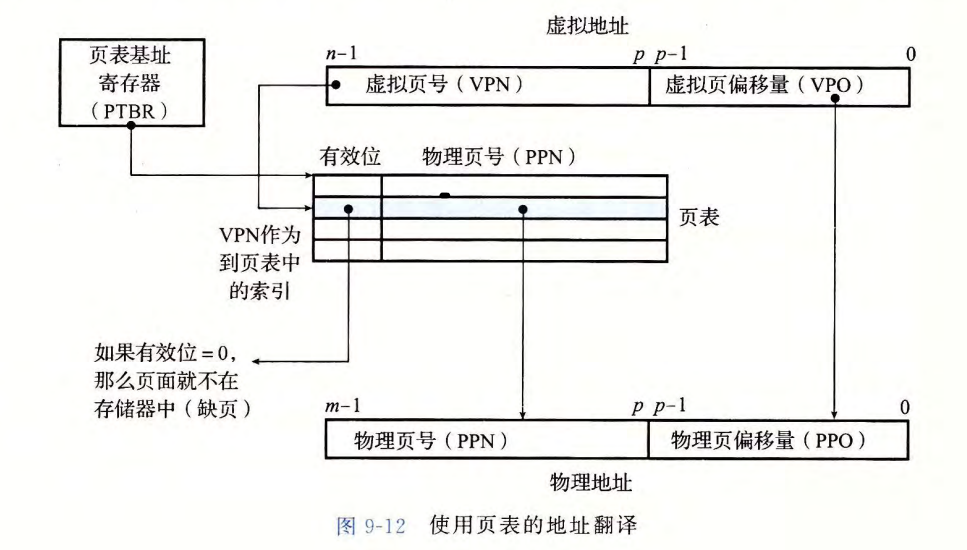 虚拟地址
页表基址
寄存器
（PTBR）
n-1 p p-1 0
虚拟页号（VPN） 虚拟页偏移量（VPO）
有效位 物理页号（PPN）
页表
VPN作为
到页表中
的索引
如果有效位=0，
那么页面就不在
存储器中（缺页）
m-1 p p-1 0
物理页号（PPN） 物理页偏移量（PPO）
物理地址
图 9-12 使用页表的地址翻译